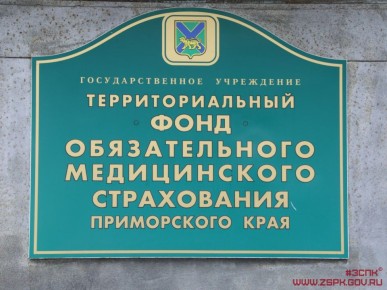 ГОСУДАРСТВЕННОЕ УЧРЕЖДЕНИЕ
ТЕРРИТОРИАЛЬНЫЙ
ФОНД
ОБЯЗАТЕЛЬНОГО
МЕДИЦИНСКОГО
СТРАХОВАНИЯ
ПРИМОРСКОГО КРАЯ
#ЗСПК
WWW.ZSPK.GOV.RU